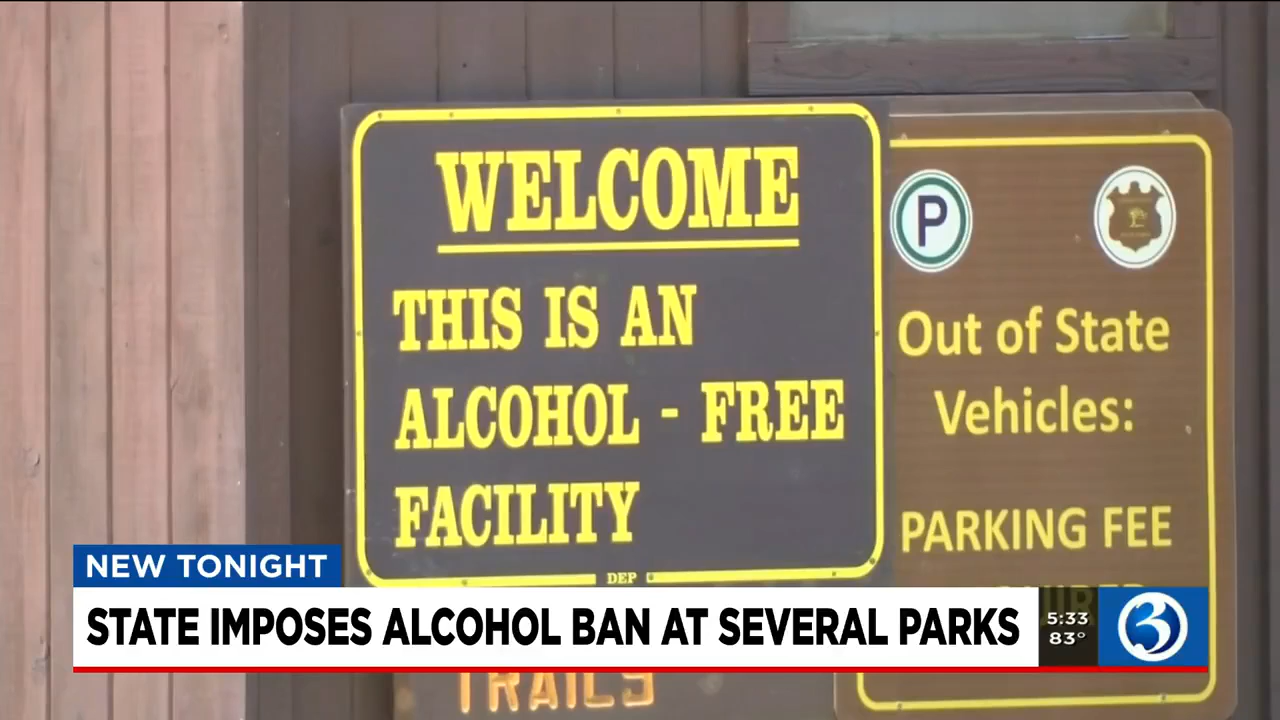 WELCOME
THIS IS AN
ALCOHOL - FREE
FACILITY
DEP
P
Out of State
Vehicles:
PARKING FEE
NEW TONIGHT
STATE IMPOSES ALCOHOL BAN AT SEVERAL PARKS
5:33
83°
3
TRAILS